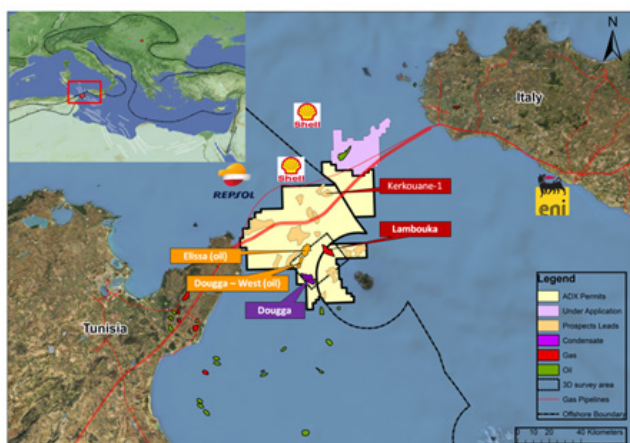 N
Italy
Shell
Shell
REPSOL
Kerkouane-1
eni
Lambouka
Elissa (oil)
Dougga – West (oil)
Dougga
Tunisia
Legend
ADX Permits
Under Application
Prospects Leads
Condensate
Gas
Oil
3D survey area
Gas Pipelines
Offshore Boundary
0 10 20 40 Kilometers